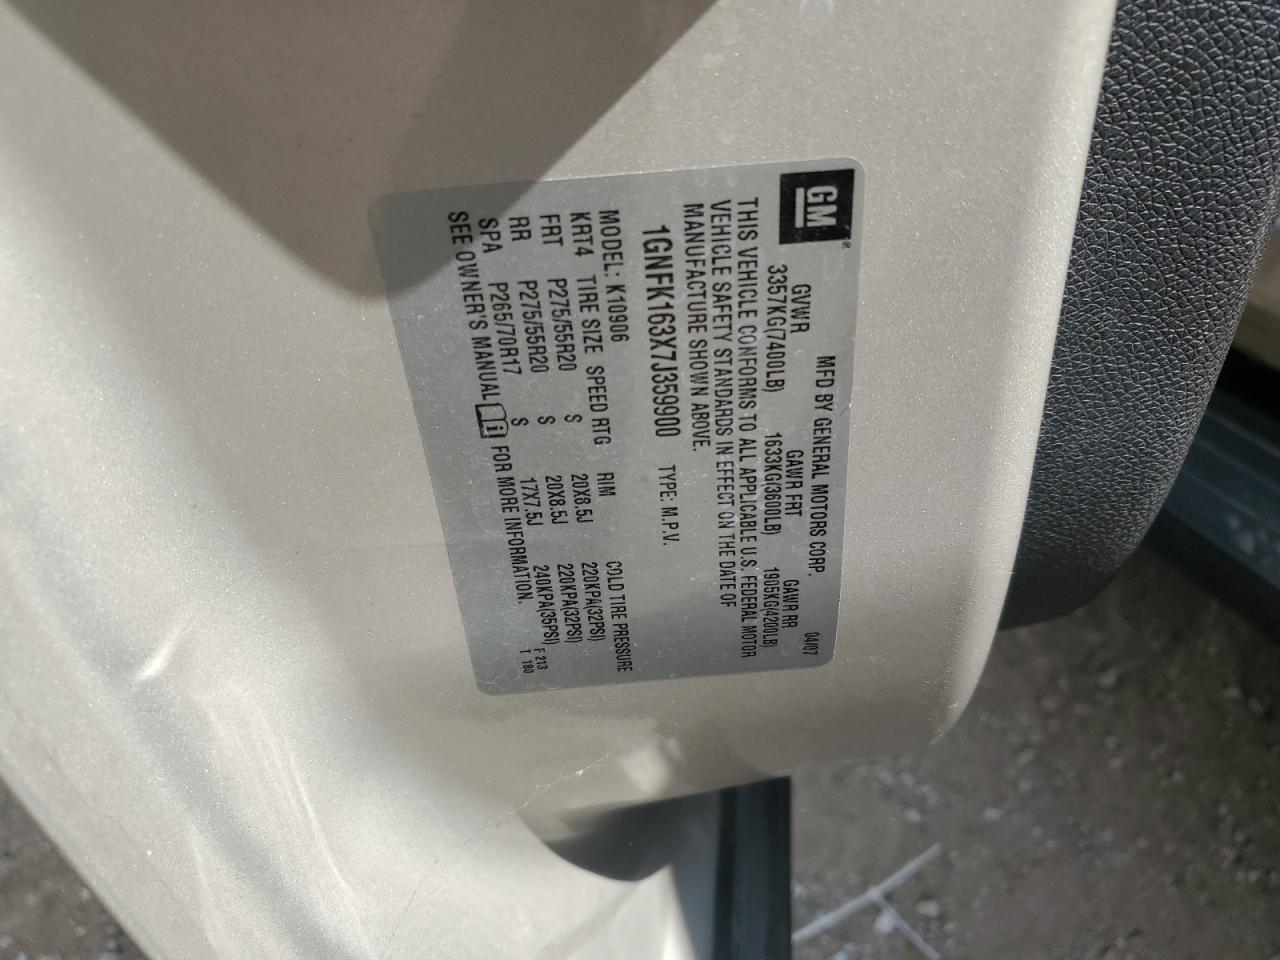 GM
MFD BY GENERAL MOTORS CORP. 04/07
GVWR GAWR FRT GAWR RR
3357KG(7400LB) 1633KG(3600LB) 1905KG(4200LB)
THIS VEHICLE CONFORMS TO ALL APPLICABLE U.S. FEDERAL MOTOR
VEHICLE SAFETY STANDARDS IN EFFECT ON THE DATE OF
MANUFACTURE SHOWN ABOVE.
1GNFK163X7J359900 TYPE: M.P.V.
MODEL: K10906
KRT4 TIRE SIZE SPEED RTG RIM COLD TIRE PRESSURE
FRT P275/55R20 S 20X8.5J 220KPA(32PSI)
RR P275/55R20 S 20X8.5J 220KPA(32PSI)
SPA P265/70R17 S 17X7.5J 240KPA(35PSI)
SEE OWNER'S MANUAL i FOR MORE INFORMATION.
F 213
T 180